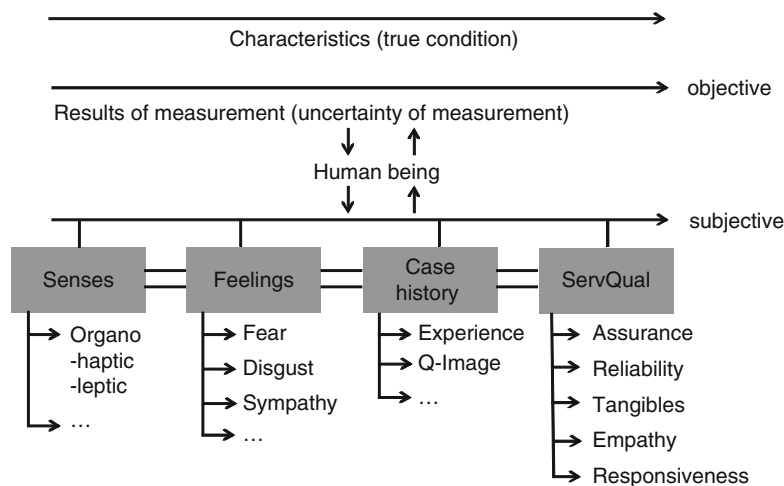 Characteristics (true condition)
objective
Results of measurement (uncertainty of measurement)
Human being
subjective
Senses
Feelings
Case
history
ServQual
Organo
-haptic
-leptic
…
Fear
Disgust
Sympathy
…
Experience
Q-Image
…
Assurance
Reliability
Tangibles
Empathy
Responsiveness